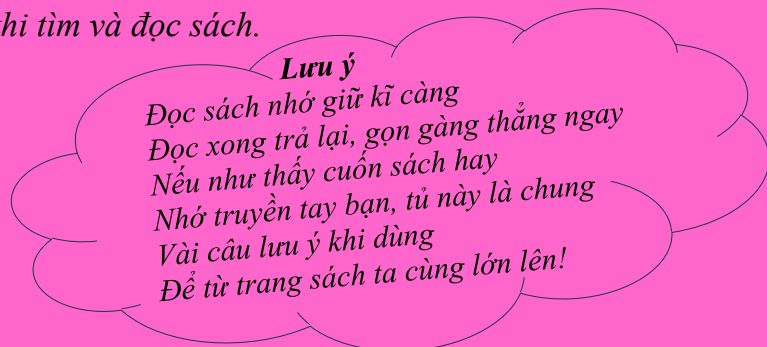 khi tìm và đọc sách.
Lưu ý
Đọc sách nhớ giữ kĩ càng
Đọc xong trả lại, gọn gàng thẳng ngay
Nếu như thấy cuốn sách hay
Nhớ truyền tay bạn, tủ này là chung
Vài câu lưu ý khi dùng
Để từ trang sách ta cùng lớn lên!